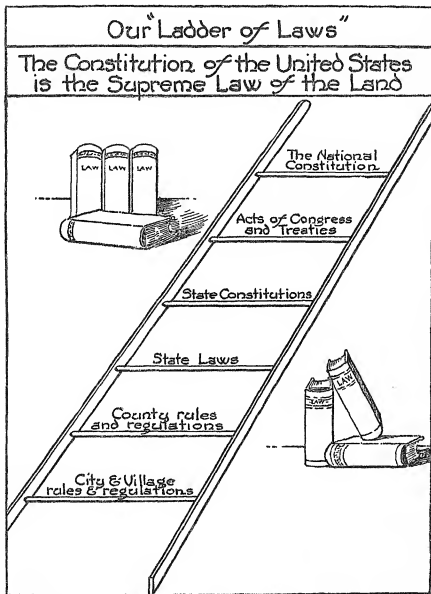 Our "Ladder of Laws"
The Constitution of the United States
is the Supreme Law of the Land
LAW LAW LAW
The National
Constitution
Acts of Congress
and Treaties
State Constitutions
State Laws
LAW
LAWS
County rules
and regulations
City & Village
rules & regulations